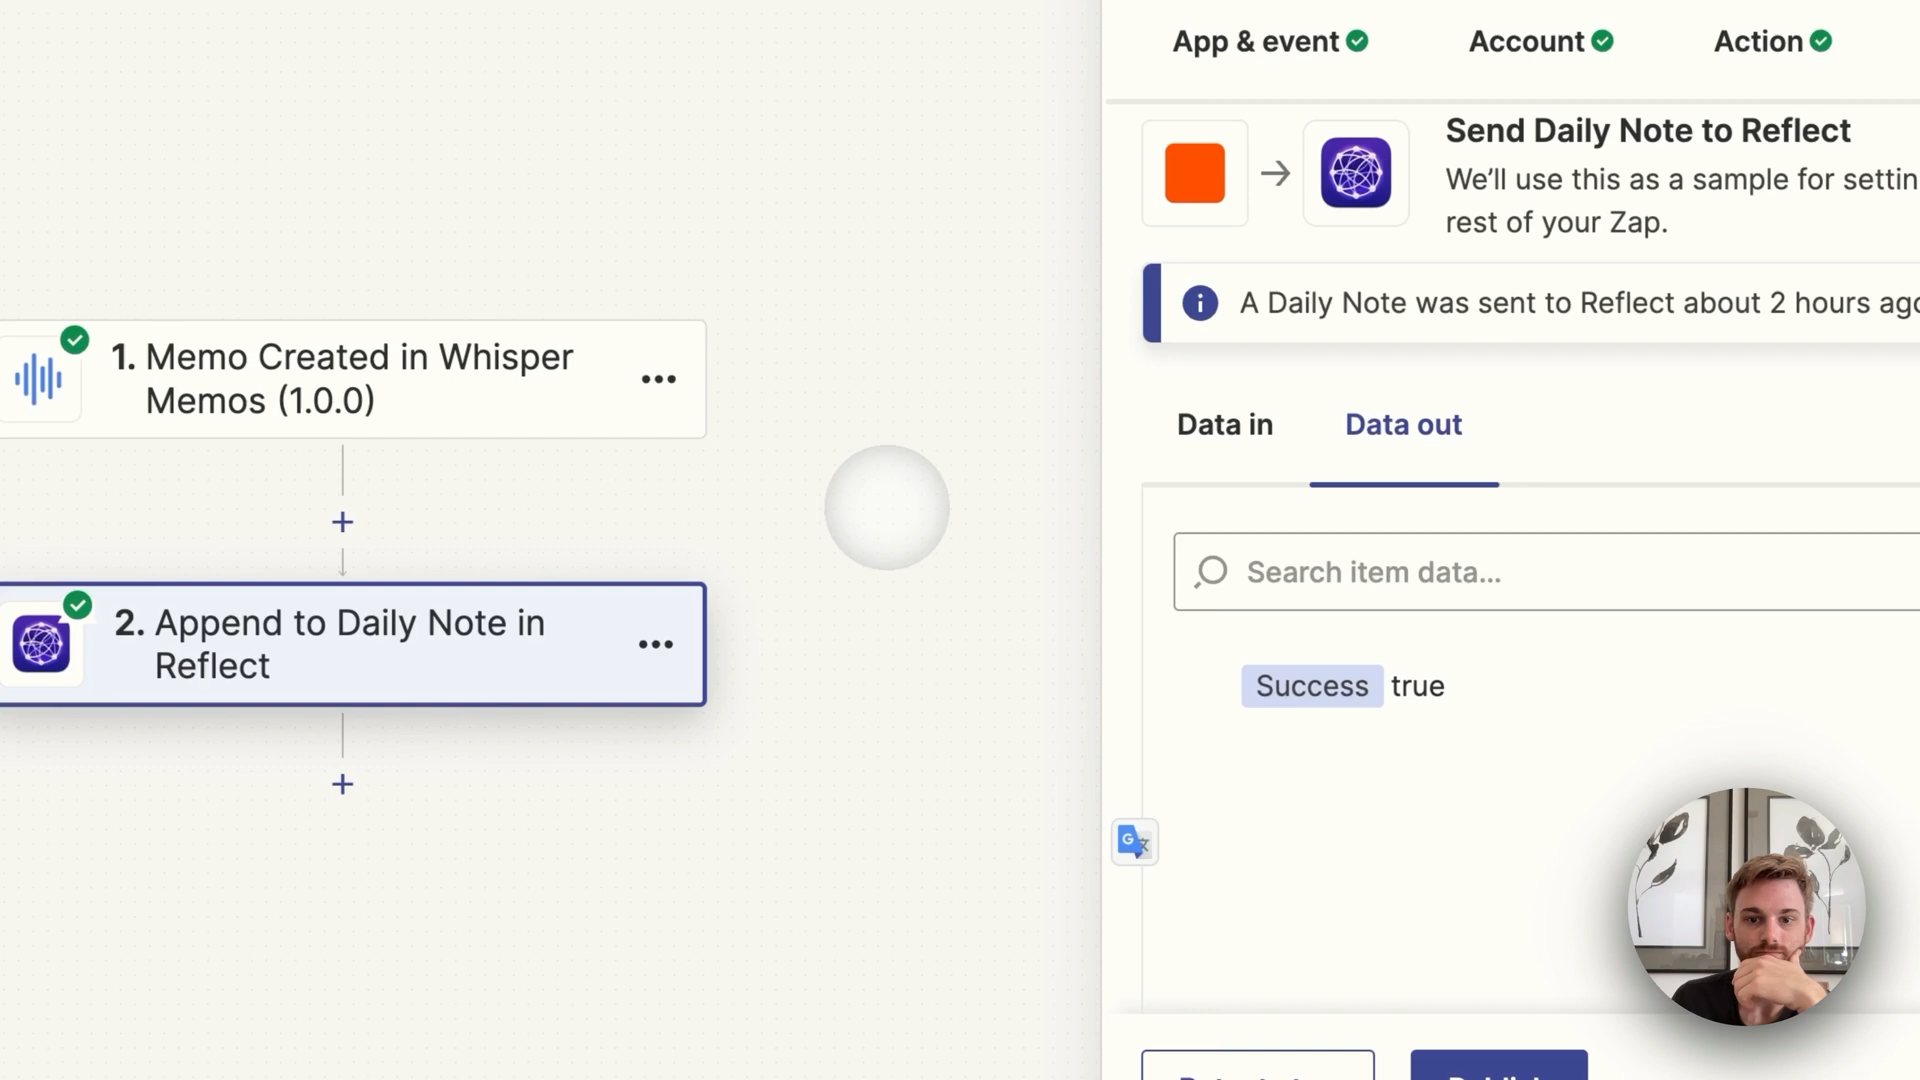 App & event
Account
Action
Send Daily Note to Reflect
We'll use this as a sample for settin
rest of your Zap.
A Daily Note was sent to Reflect about 2 hours ago
1. Memo Created in Whisper
Memos (1.0.0)
Data in
Data out
Search item data...
2. Append to Daily Note in
Reflect
Success true
G